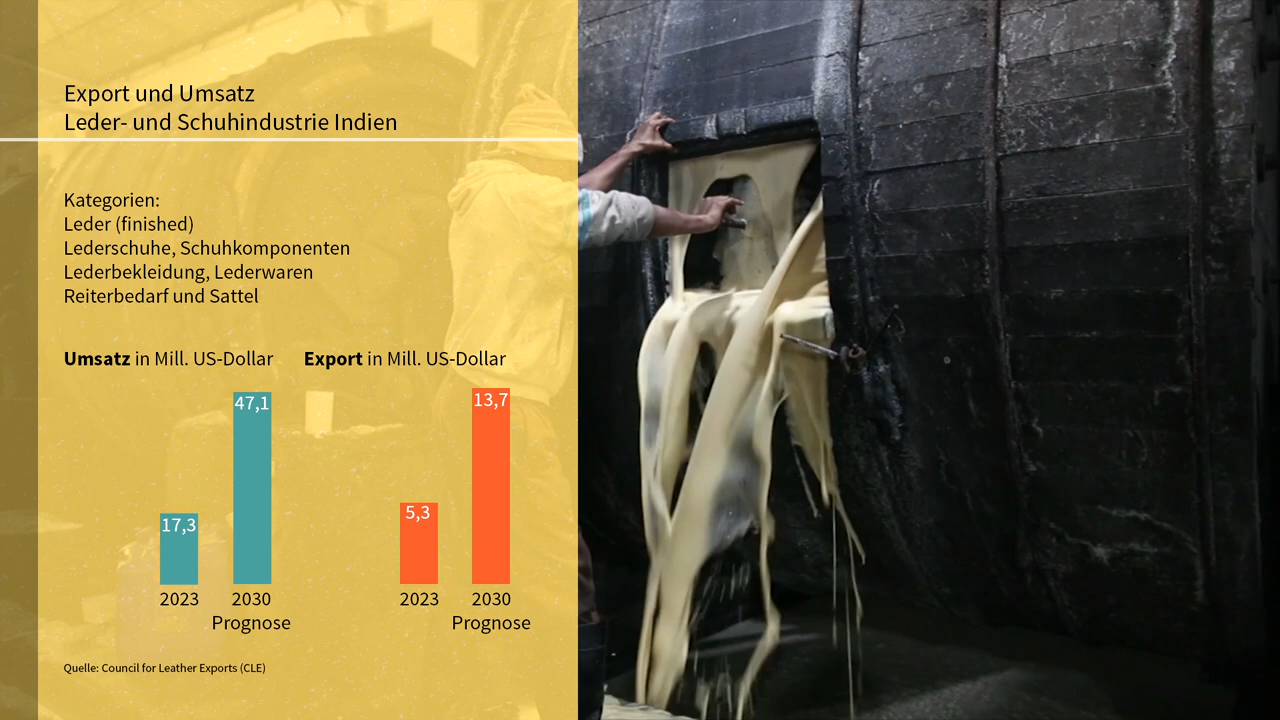 Export und Umsatz
Leder- und Schuhindustrie Indien
Kategorien:
Leder (finished)
Lederschuhe, Schuhkomponenten
Lederbekleidung, Lederwaren
Reiterbedarf und Sattel
Umsatz in Mill. US-Dollar
17,3
47,1
2023
2030
Prognose
Export in Mill. US-Dollar
5,3
13,7
2023
2030
Prognose
Quelle: Council for Leather Exports (CLE)